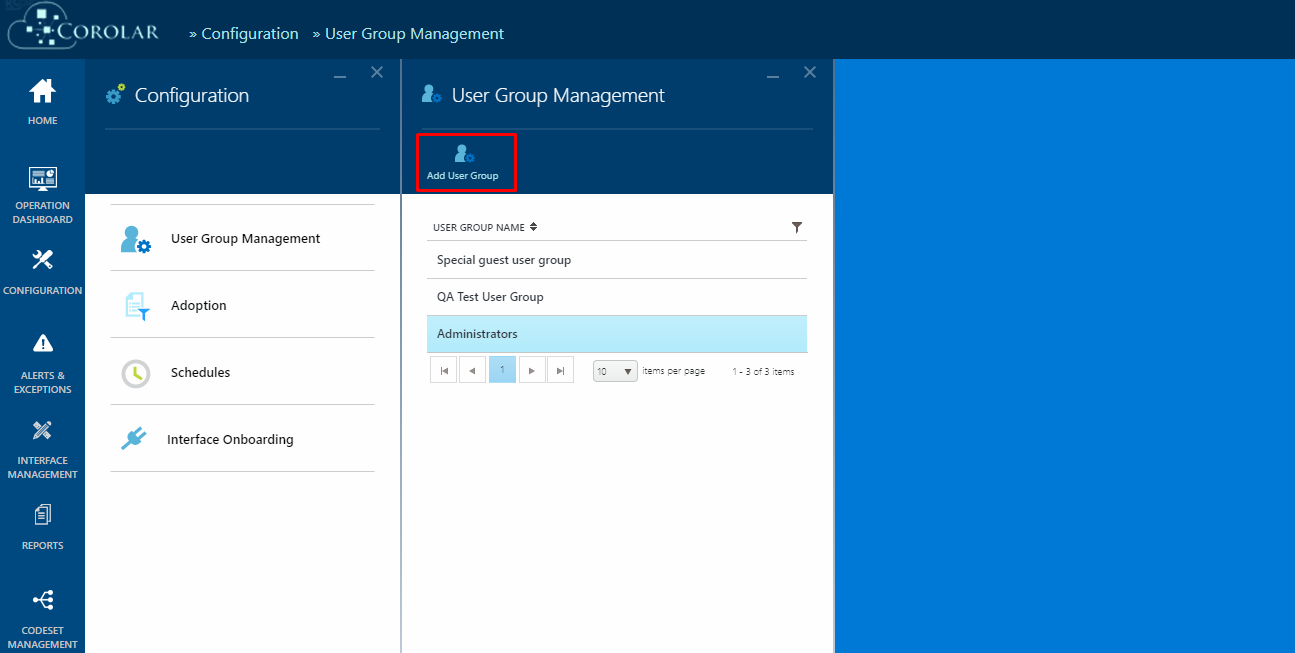 COROLAR
» Configuration » User Group Management
HOME
OPERATION
DASHBOARD
CONFIGURATION
ALERTS &
EXCEPTIONS
INTERFACE
MANAGEMENT
REPORTS
CODESET
MANAGEMENT
Configuration
User Group Management
Adoption
Schedules
Interface Onboarding
User Group Management
Add User Group
USER GROUP NAME
Special guest user group
QA Test User Group
Administrators
1 10 items per page 1 - 3 of 3 items